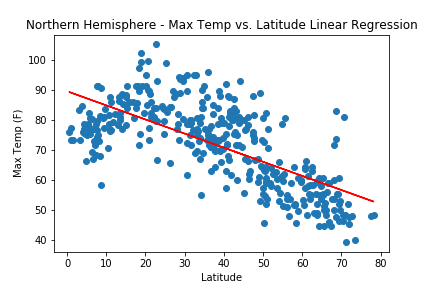 Northern Hemisphere - Max Temp vs. Latitude Linear Regression
100
90
80
70
60
50
40
Max Temp (F)
0 10 20 30 40 50 60 70 80
Latitude